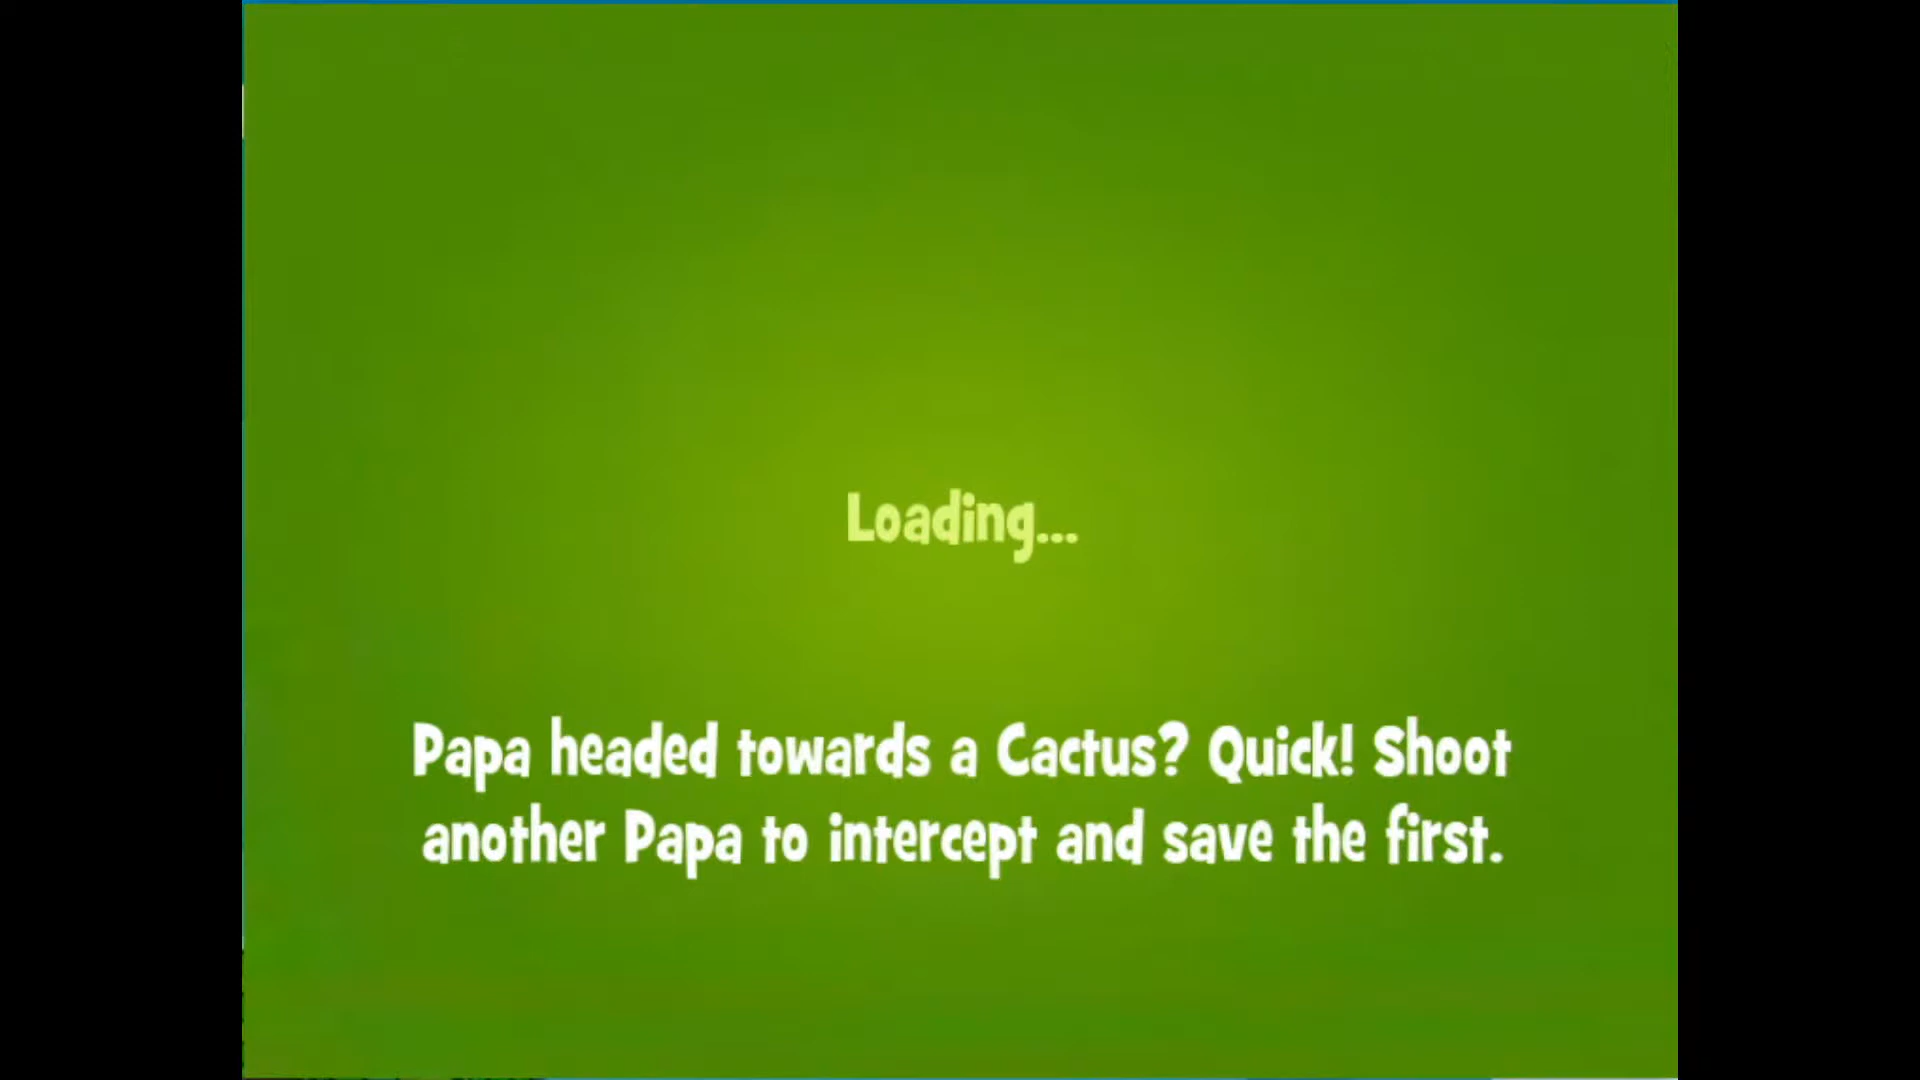 Loading...
Papa headed towards a Cactus? Quick! Shoot
another Papa to intercept and save the first.